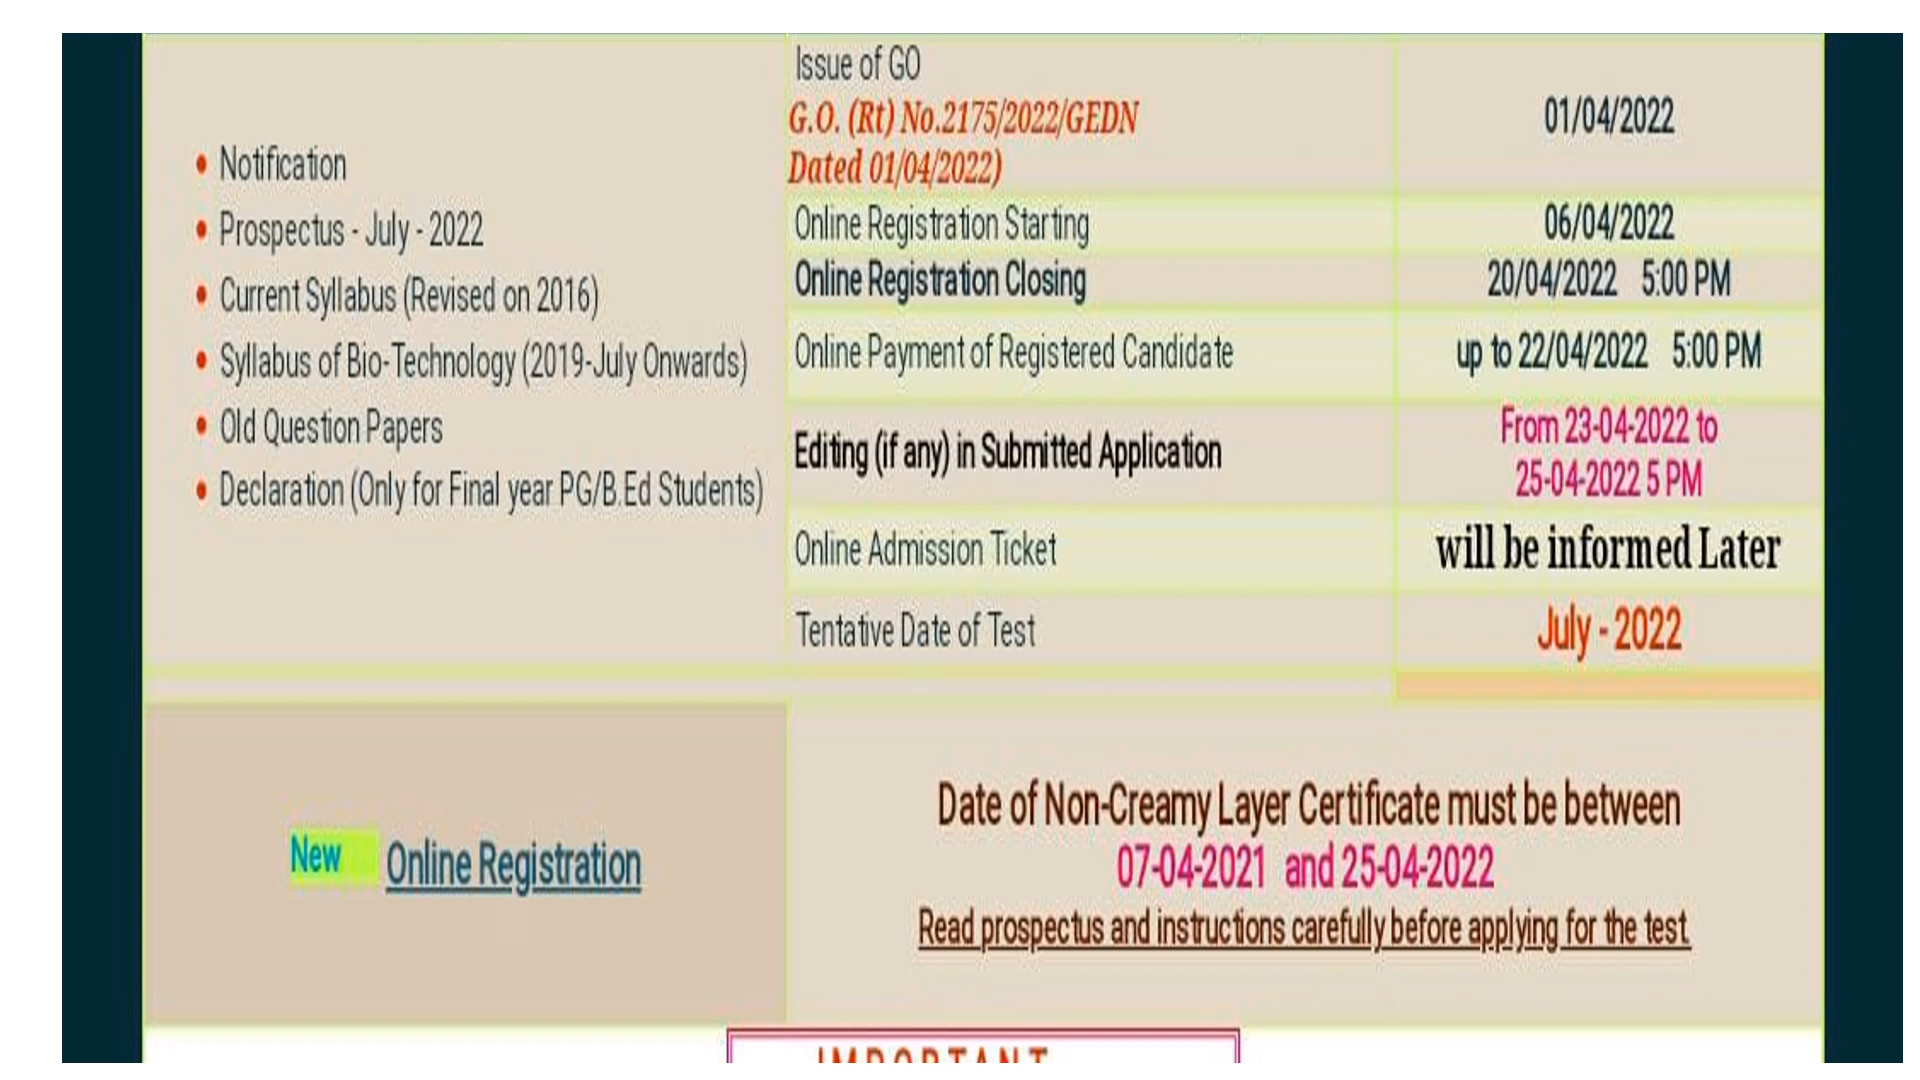 Notification
Prospectus - July - 2022
Current Syllabus (Revised on 2016)
Syllabus of Bio-Technology (2019-July Onwards)
Old Question Papers
Declaration (Only for Final year PG/B.Ed Students)
Issue of GO
G.O. (Rt) No.2175/2022/GEDN
Dated 01/04/2022)
01/04/2022
Online Registration Starting
06/04/2022
Online Registration Closing
20/04/2022 5:00 PM
Online Payment of Registered Candidate
up to 22/04/2022 5:00 PM
Editing (if any) in Submitted Application
From 23-04-2022 to
25-04-2022 5 PM
Online Admission Ticket
will be informed Later
Tentative Date of Test
July - 2022
New Online Registration
Date of Non-Creamy Layer Certificate must be between
07-04-2021 and 25-04-2022
Read prospectus and instructions carefully before applying for the test.
IMPORTANT